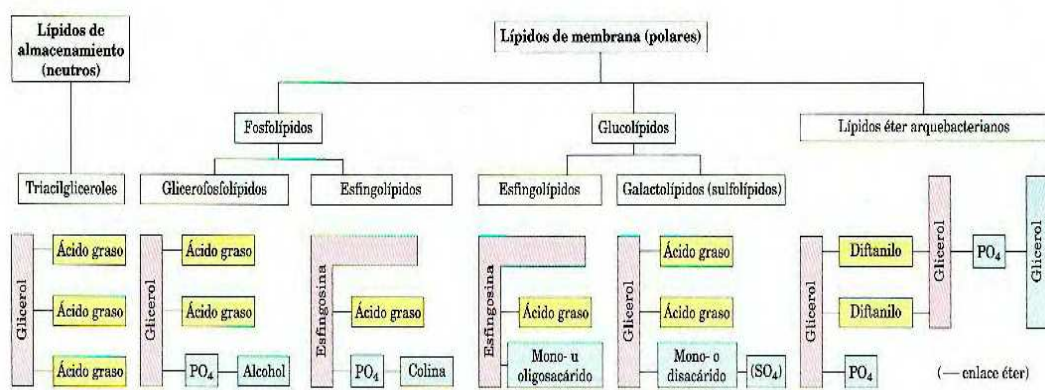 Lípidos de
almacenamiento
(neutros)
Lípidos de membrana (polares)
Fosfolípidos
Glucolípidos
Lípidos éter arquebacterianos
Triacilgliceroles
Glicerofosfolípidos
Esfingolípidos
Esfingolípidos
Galactolípidos (sulfolípidos)
Glicerol
Ácido graso
Ácido graso
Ácido graso
Glicerol
Ácido graso
Ácido graso
PO4
Alcohol
Esfingosina
Ácido graso
PO4
Colina
Esfingosina
Ácido graso
Mono- u
oligosacárido
Glicerol
Ácido graso
Ácido graso
Mono- o
disacárido
(SO4)
Glicerol
Diftanilo
Diftanilo
PO4
Glicerol
PO4
Glicerol
(— enlace éter)